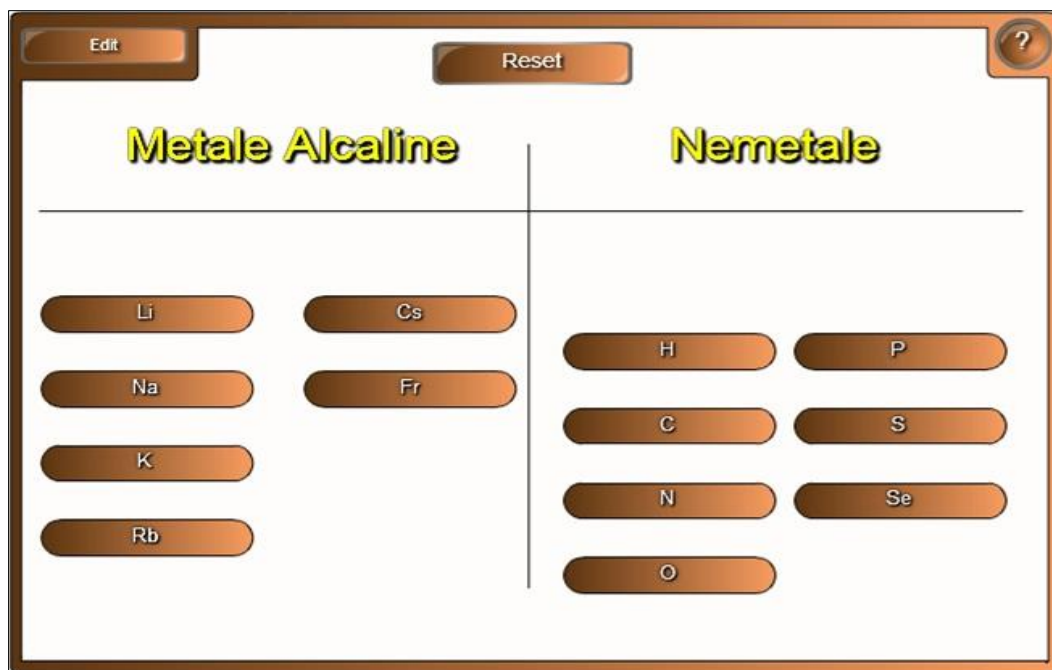 Edit
?
Reset
Metale Alcaline
Nemetale
Li
Cs
Na
Fr
K
Rb
H
P
C
S
N
Se
O